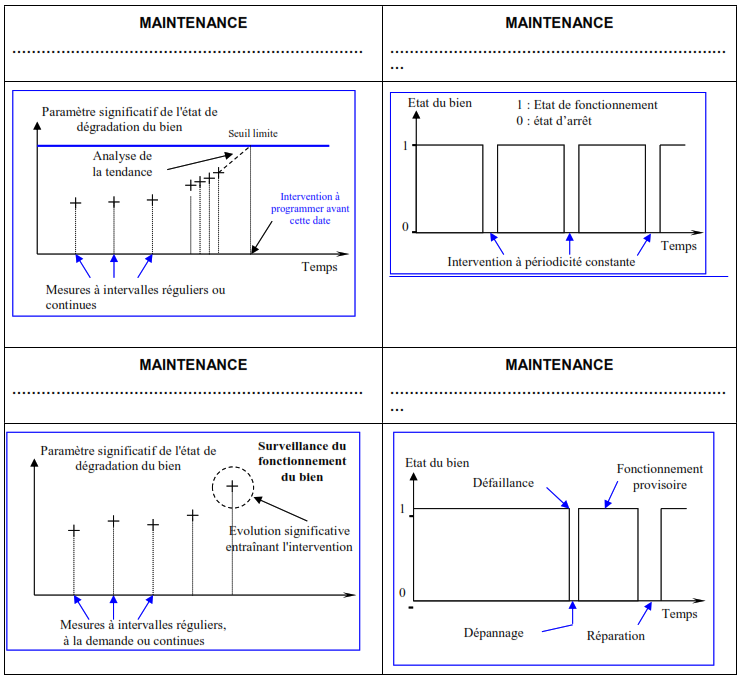 MAINTENANCE
…………………………………………………………………
Paramètre significatif de l'état de
dégradation du bien
Seuil limite
Analyse de
la tendance
Intervention à
programmer avant
cette date
Temps
Mesures à intervalles réguliers ou
continues
MAINTENANCE
………………………………………………………………
…
Etat du bien
1 : Etat de fonctionnement
0 : état d’arrêt
1
0
Temps
Intervention à périodicité constante
MAINTENANCE
…………………………………………………………………
Paramètre significatif de l'état de
dégradation du bien
Surveillance du
fonctionnement
du bien
Evolution significative
entraînant l'intervention
Mesures à intervalles réguliers,
à la demande ou continues
MAINTENANCE
………………………………………………………………
…
Etat du bien
Défaillance
Fonctionnement
provisoire
1
0
Temps
Dépannage
Réparation